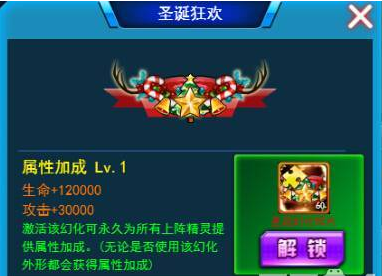 圣诞狂欢
属性加成 Lv.1
生命+120000
攻击+30000
激活该幻化可永久为所有上阵精灵提
供属性加成。(无论是否使用该幻化
外形都会获得属性加成)
60
解锁